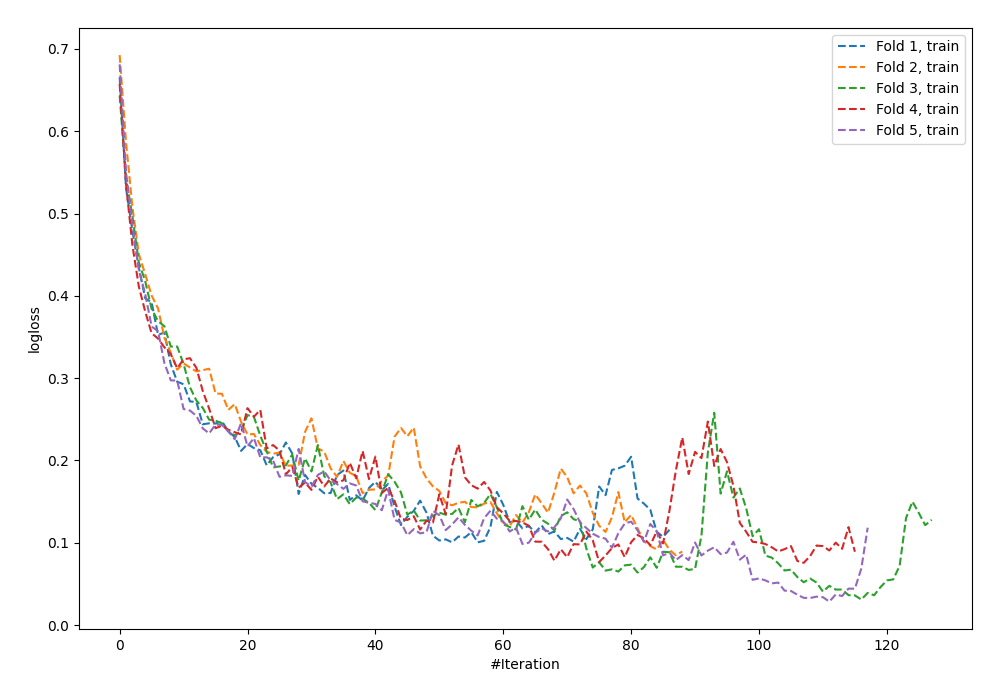 Fold 1, train
Fold 2, train
Fold 3, train
Fold 4, train
Fold 5, train
logloss
0.7
0.6
0.5
0.4
0.3
0.2
0.1
0.0
0 20 40 60 80 100 120
#Iteration